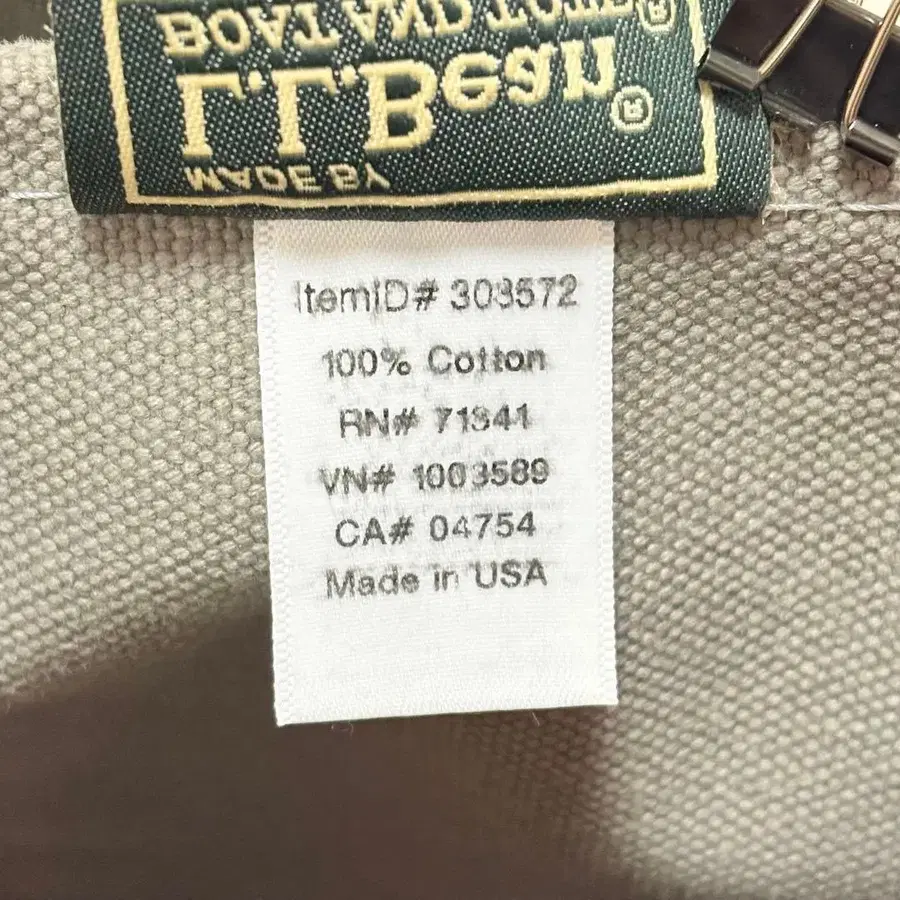 MADE BY
L.L.Bean®
BOAT AND TOTE®
ItemID# 303572
100% Cotton
RN# 71341
VN# 1003589
CA# 04754
Made in USA